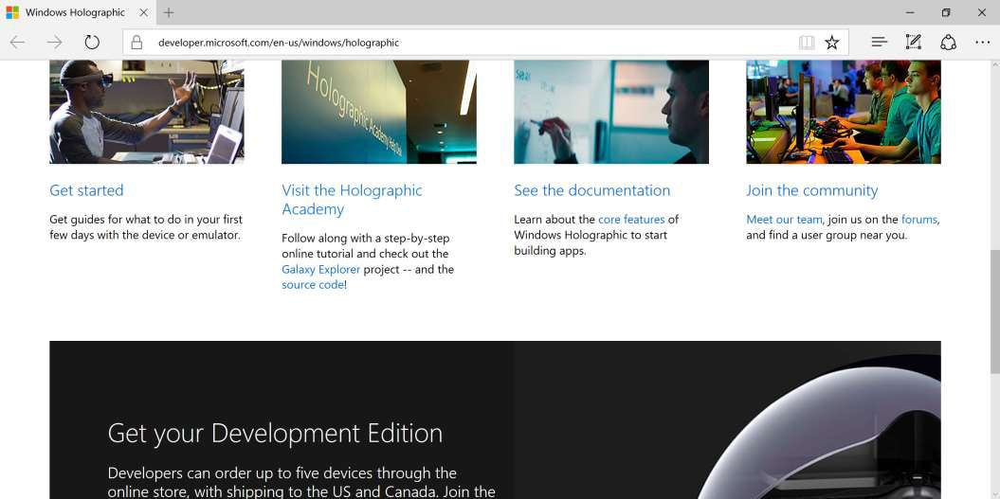 Windows Holographic
developer.microsoft.com/en-us/windows/holographic
Holographic Academy Help Desk
Get started
Get guides for what to do in your first
few days with the device or emulator.
Visit the Holographic
Academy
Follow along with a step-by-step
online tutorial and check out the
Galaxy Explorer project -- and the
source code!
See the documentation
Learn about the core features of
Windows Holographic to start
building apps.
Join the community
Meet our team, join us on the forums,
and find a user group near you.
Get your Development Edition
Developers can order up to five devices through the
online store, with shipping to the US and Canada. Join the